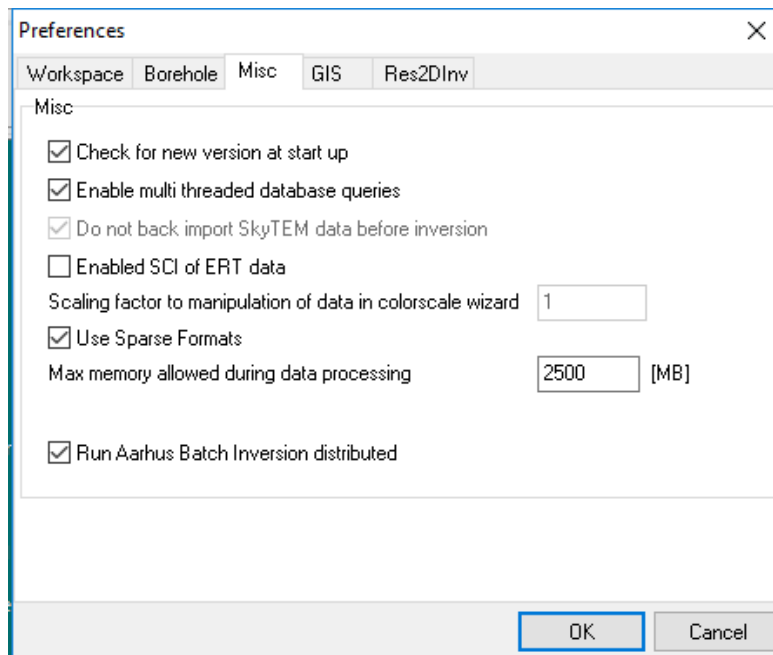 Preferences
Workspace Borehole Misc GIS Res2DInv
Misc
Check for new version at start up
Enable multi threaded database queries
Do not back import SkyTEM data before inversion
Enabled SCI of ERT data
Scaling factor to manipulation of data in colorscale wizard 1
Use Sparse Formats
Max memory allowed during data processing 2500 [MB]
Run Aarhus Batch Inversion distributed
OK Cancel